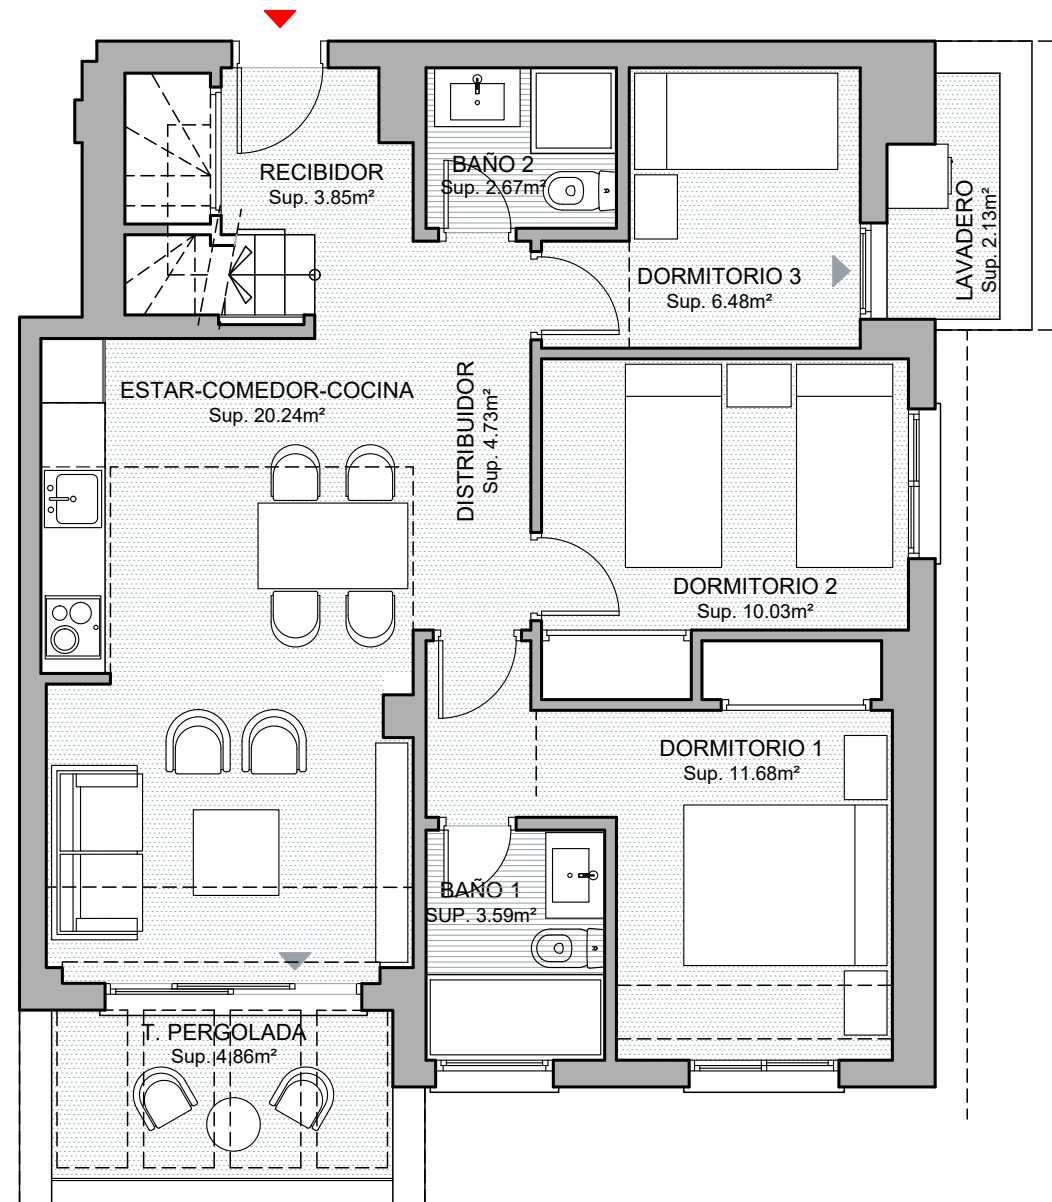 RECIBIDOR
Sup. 3.85m²
BAÑO 2
Sup. 2.67m²
DORMITORIO 3
Sup. 6.48m²
LAVADERO
Sup. 2.13m²
ESTAR-COMEDOR-COCINA
Sup. 20.24m²
DISTRIBUIDOR
Sup. 4.73m²
DORMITORIO 2
Sup. 10.03m²
DORMITORIO 1
Sup. 11.68m²
BAÑO 1
SUP. 3.59m²
T. PERGOLADA
Sup. 4.86m²